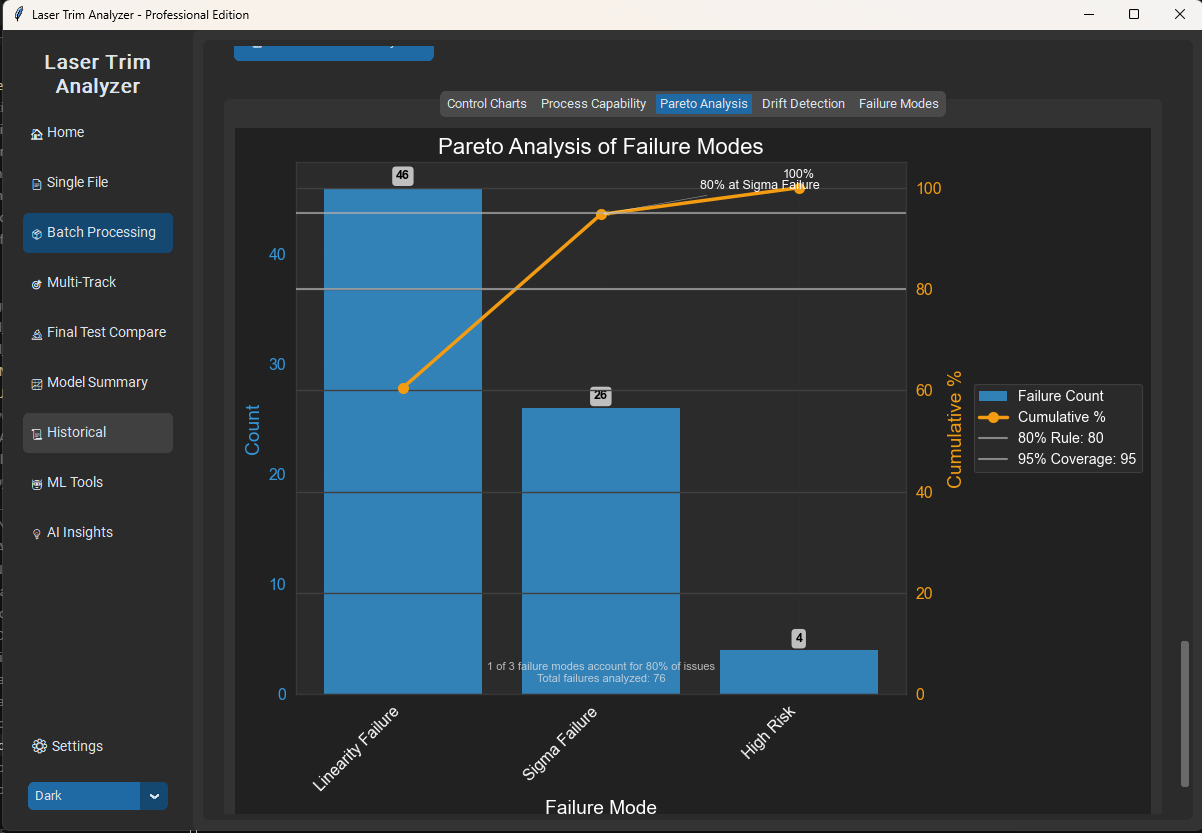 Laser Trim Analyzer - Professional Edition
Laser Trim
Analyzer
Home
Single File
Batch Processing
Multi-Track
Final Test Compare
Model Summary
Historical
ML Tools
AI Insights
Settings
Dark
Control Charts Process Capability Pareto Analysis Drift Detection Failure Modes
Pareto Analysis of Failure Modes
46
26
4
100%
80% at Sigma Failure
40
30
20
10
0
Count
100
80
60
40
20
0
Cumulative %
Failure Count
Cumulative %
80% Rule: 80
95% Coverage: 95
1 of 3 failure modes account for 80% of issues
Total failures analyzed: 76
Linearity Failure
Sigma Failure
High Risk
Failure Mode